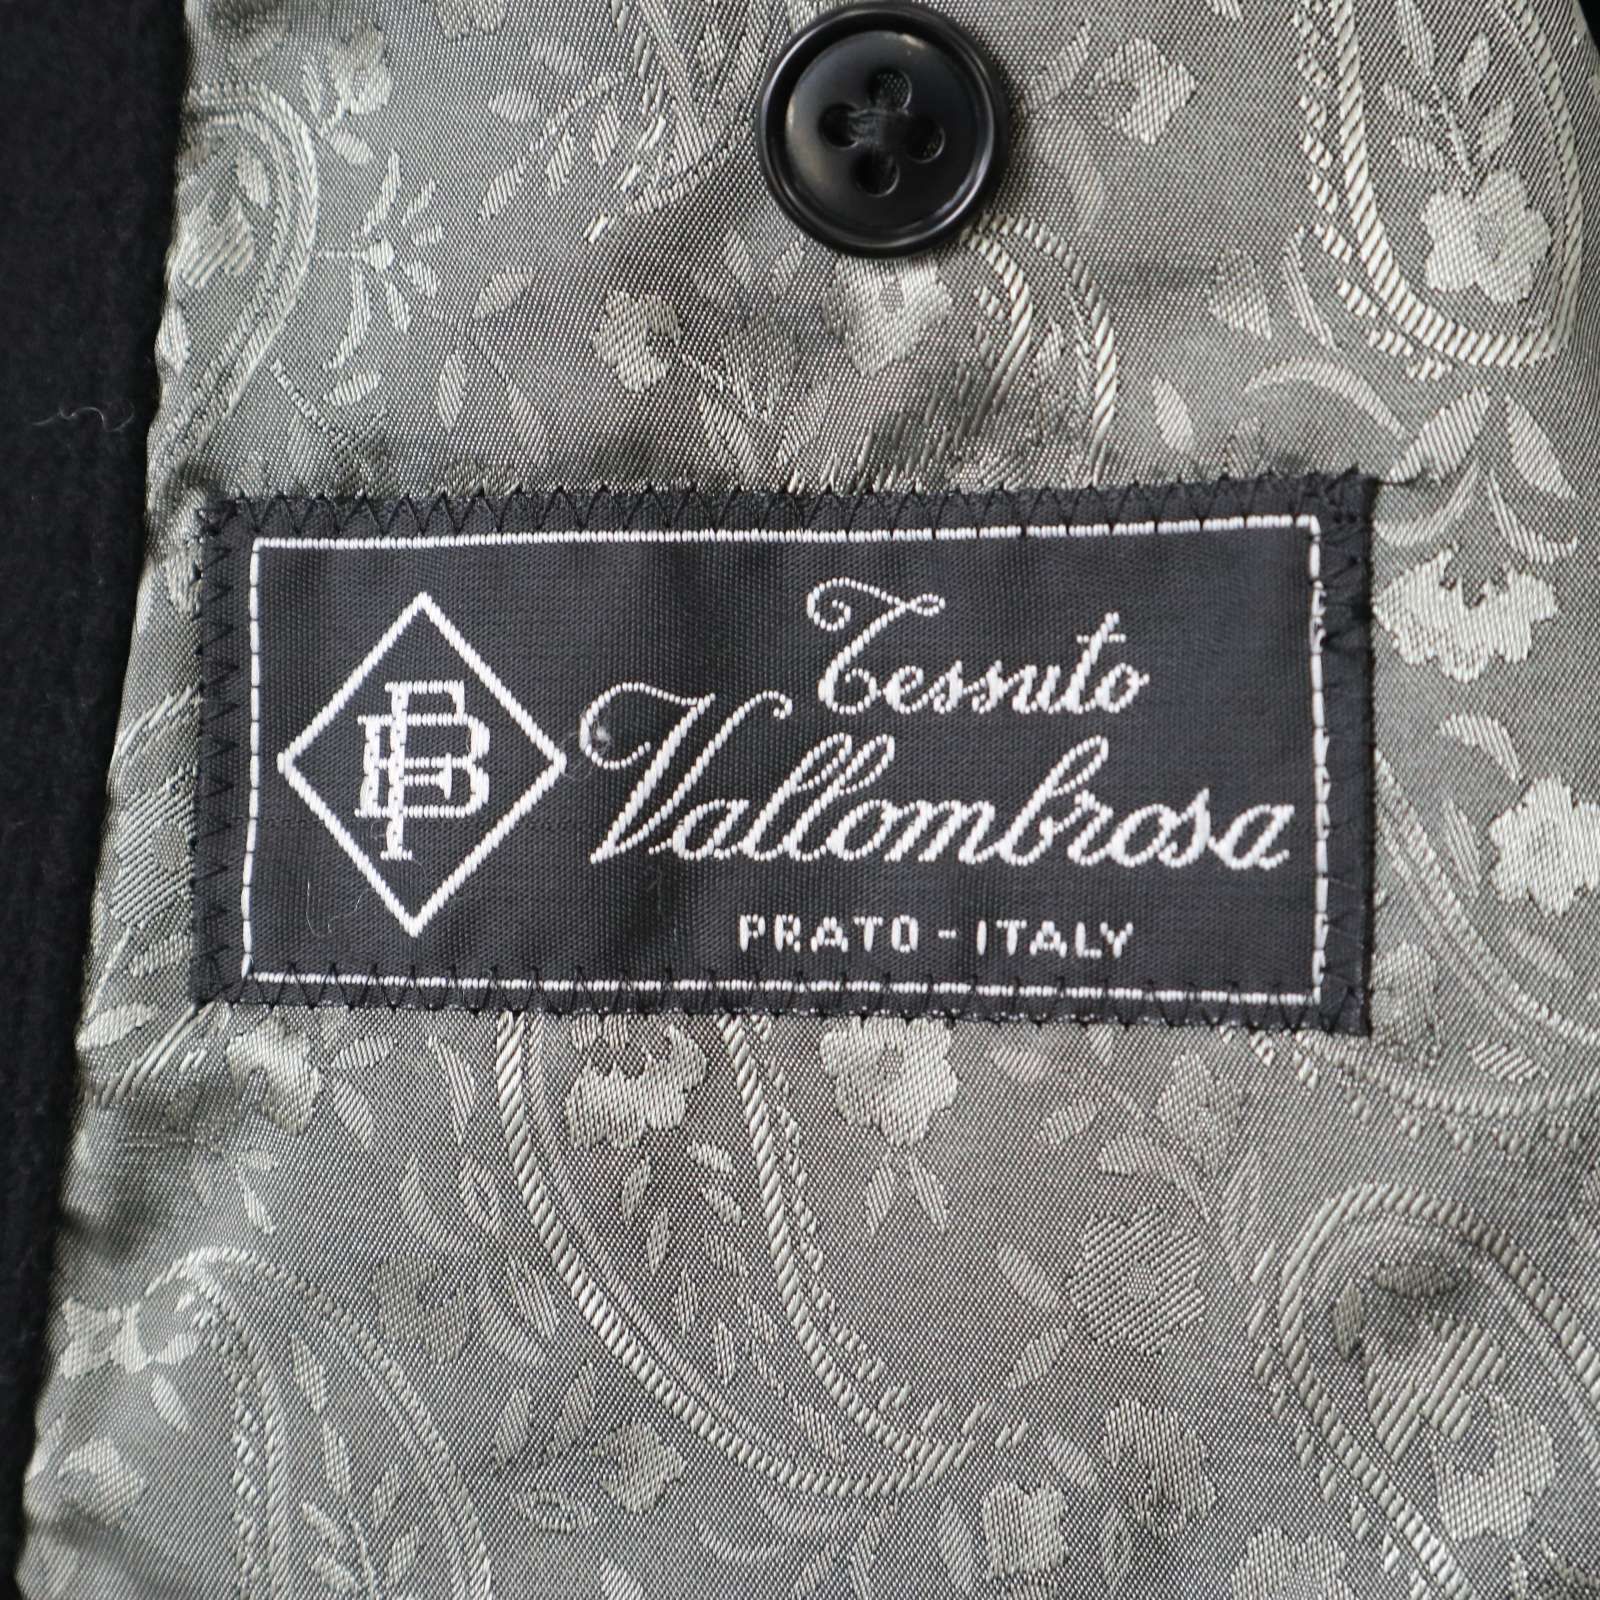 Tessuto
Vallombrosa
PRATO - ITALY